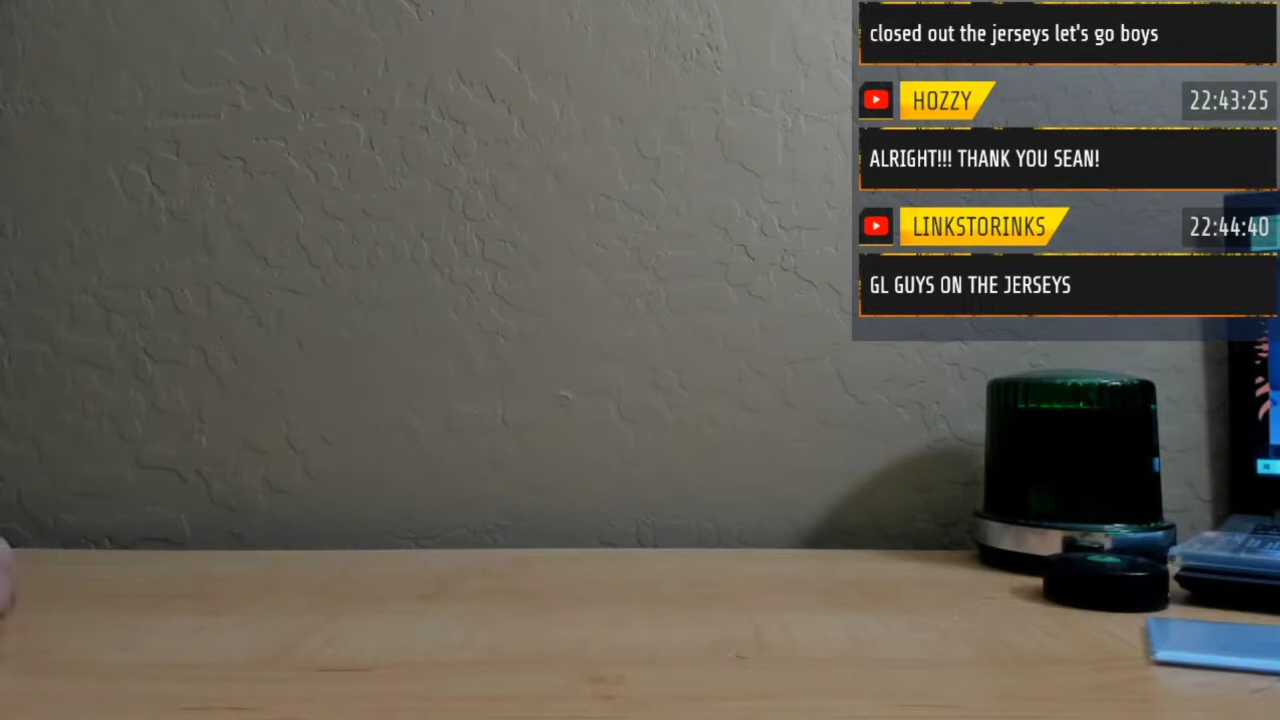 closed out the jerseys let's go boys
HOZZY 22:43:25
ALRIGHT!!! THANK YOU SEAN!
LINKSTORINKS 22:44:40
GL GUYS ON THE JERSEYS